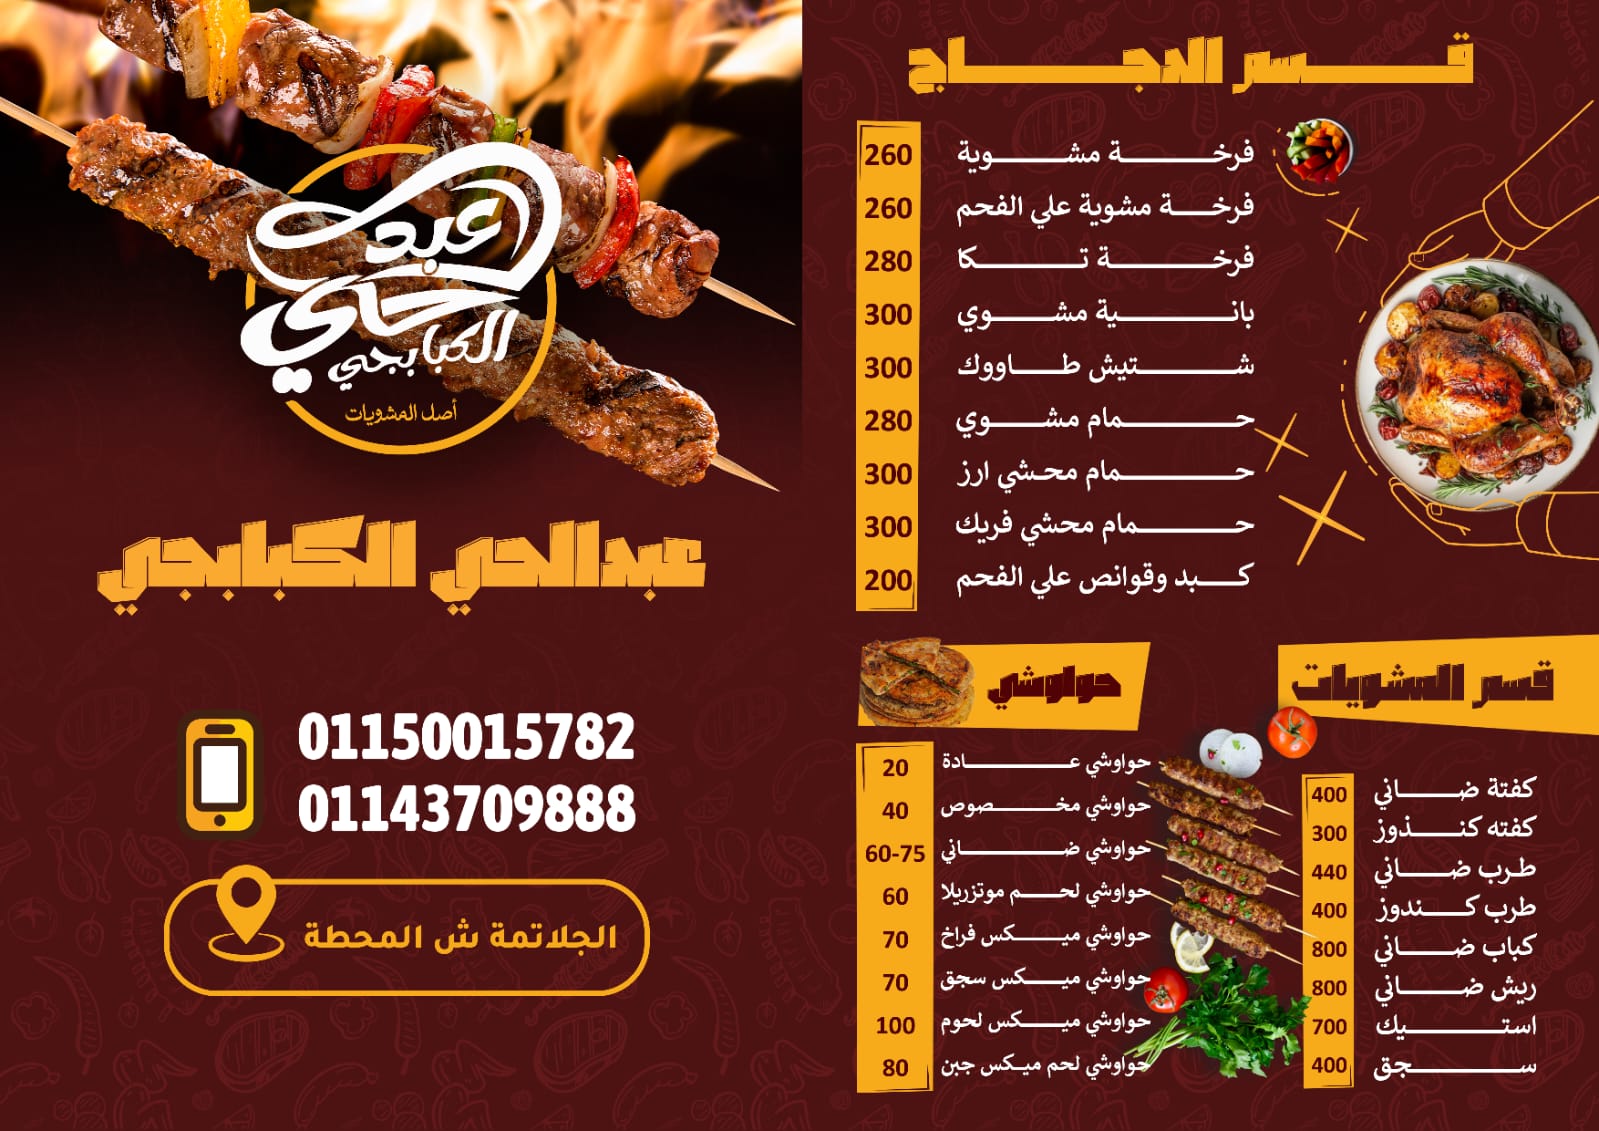 عبد
الحي
الكبابجي
أصل المشويات
عبدالحي الكبابجي
01150015782
01143709888
الجلاتمة ش المحطة
قسم الدجاج
فرخة مشوية 260
فرخة مشوية علي الفحم 260
فرخة تكا 280
بانية مشوي 300
شتيش طاووك 300
حمام مشوي 280
حمام محشي ارز 300
حمام محشي فريك 300
كبد وقوانص علي الفحم 200
قسم المشويات
كفتة ضاني 400
كفته كنذوز 300
طرب ضاني 440
طرب كندوز 400
كباب ضاني 800
ريش ضاني 800
استيك 700
سجق 400
حواوشي
حواوشي عادة 20
حواوشي مخصوص 40
حواوشي ضاني 60-75
حواوشي لحم موتزريلا 60
حواوشي ميكس فراخ 70
حواوشي ميكس سجق 70
حواوشي ميكس لحوم 100
حواوشي لحم ميكس جبن 80